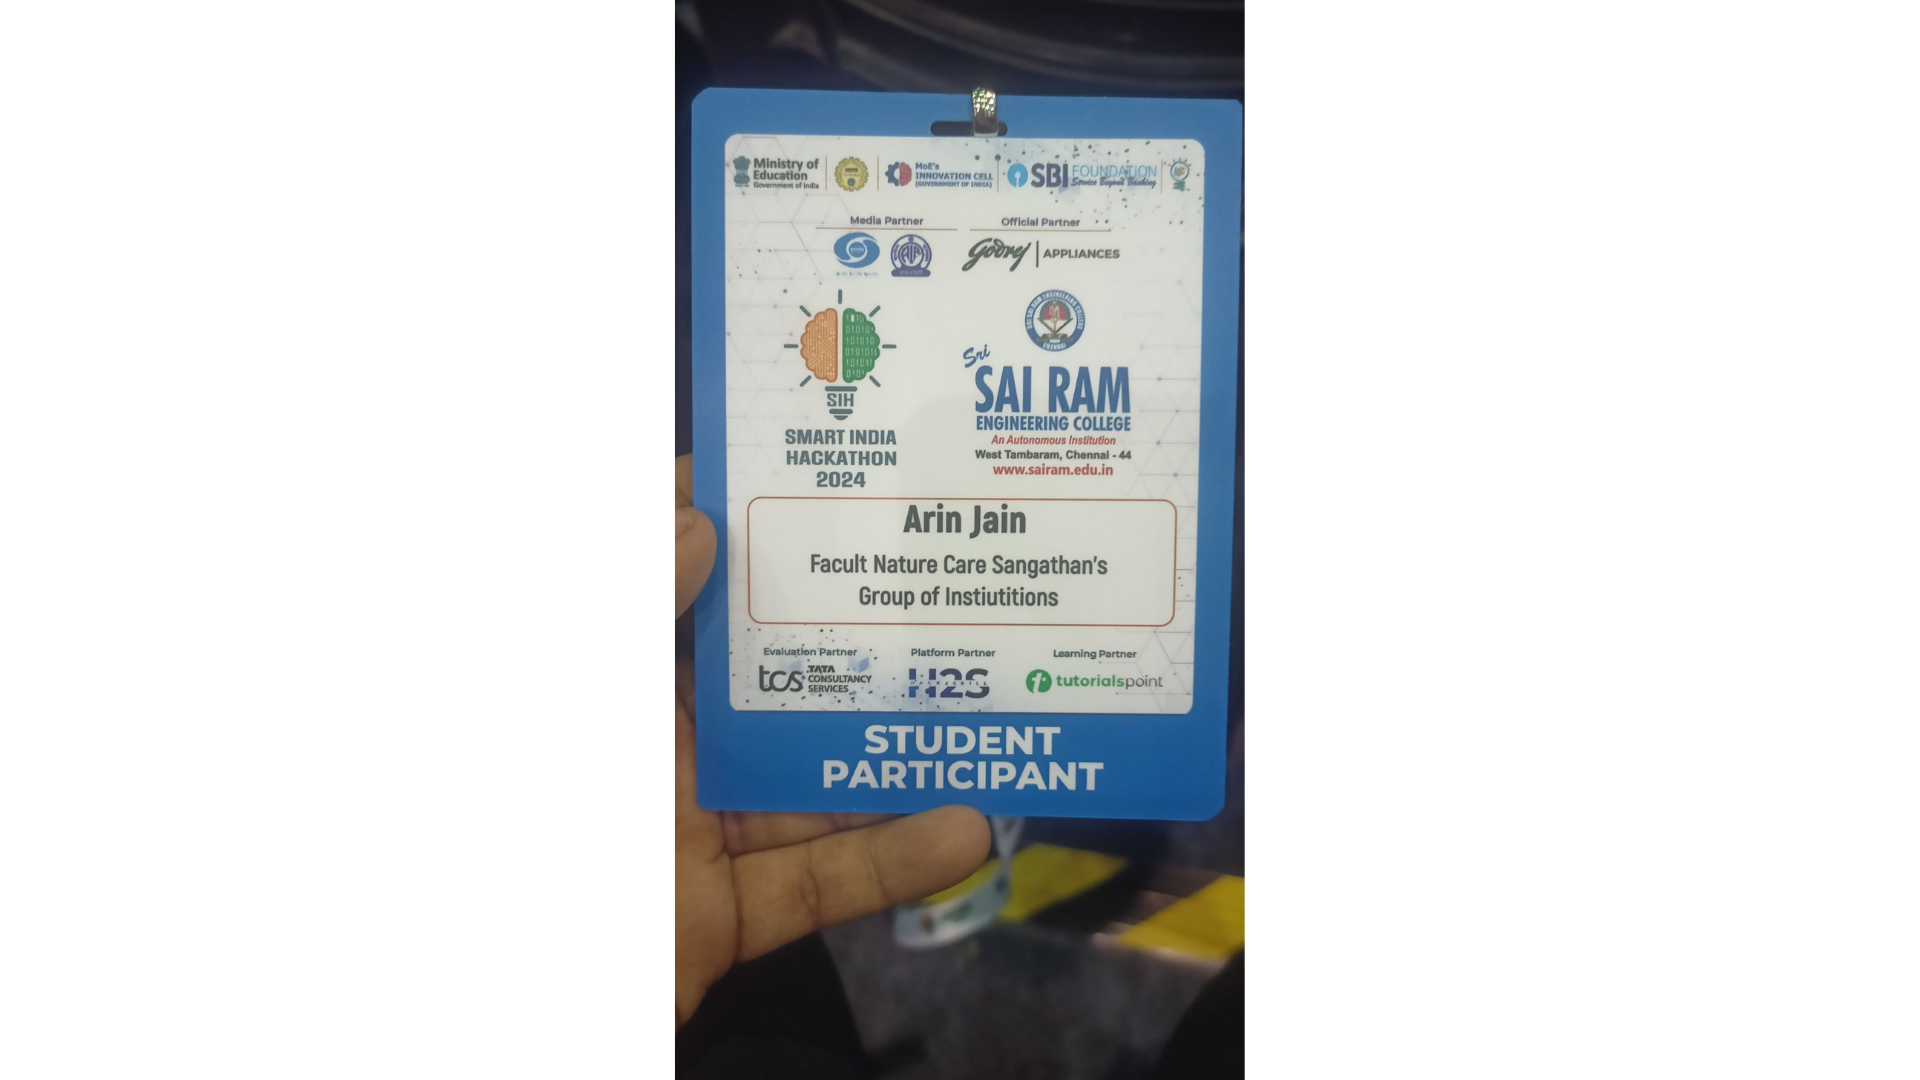 Ministry of
Education
Government of India
MoE's
INNOVATION CELL
(GOVERNMENT OF INDIA)
SBI FOUNDATION
Service Beyond Banking
Media Partner
Official Partner
Godrej | APPLIANCES
SIH
SMART INDIA
HACKATHON
2024
Sri
SAI RAM
ENGINEERING COLLEGE
An Autonomous Institution
West Tambaram, Chennai - 44
www.sairam.edu.in
Arin Jain
Facult Nature Care Sangathan's
Group of Instiutitions
Evaluation Partner
tcs TATA
CONSULTANCY
SERVICES
Platform Partner
H2S
Learning Partner
tutorialspoint
STUDENT
PARTICIPANT